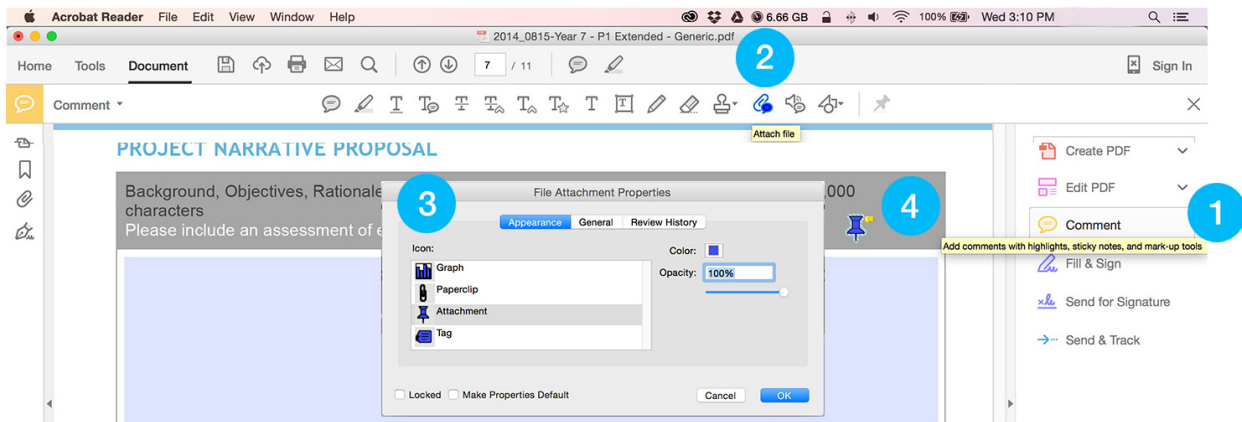 Acrobat Reader File Edit View Window Help 6.66 GB 100% Wed 3:10 PM
2014_0815-Year 7 - P1 Extended - Generic.pdf
2
Home Tools Document 7 / 11 Sign In
Comment
Attach file
PROJECT NARRATIVE PROPOSAL
Create PDF
Background, Objectives, Rationale ,000
characters
Please include an assessment of e
3
File Attachment Properties
4
Edit PDF
1
Appearance General Review History
Comment
Add comments with highlights, sticky notes, and mark-up tools
Icon:
Color:
Graph
Opacity: 100%
Paperclip
Attachment
Tag
Fill & Sign
Send for Signature
Send & Track
Locked Make Properties Default Cancel OK